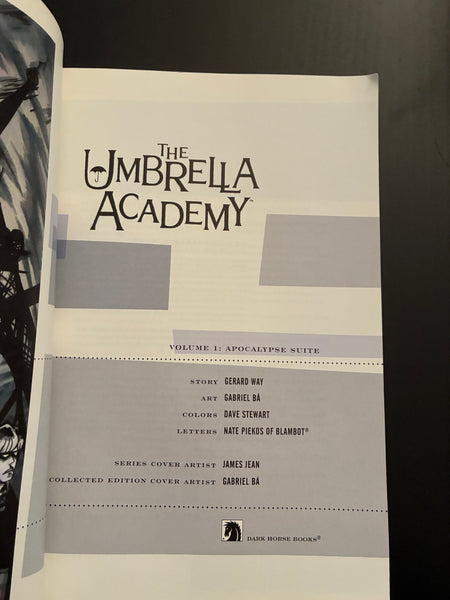 THE
UMBRELLA
ACADEMY™
VOLUME 1: APOCALYPSE SUITE
STORY GERARD WAY
ART GABRIEL BÁ
COLORS DAVE STEWART
LETTERS NATE PIEKOS OF BLAMBOT®
SERIES COVER ARTIST JAMES JEAN
COLLECTED EDITION COVER ARTIST GABRIEL BÁ
DARK HORSE BOOKS®